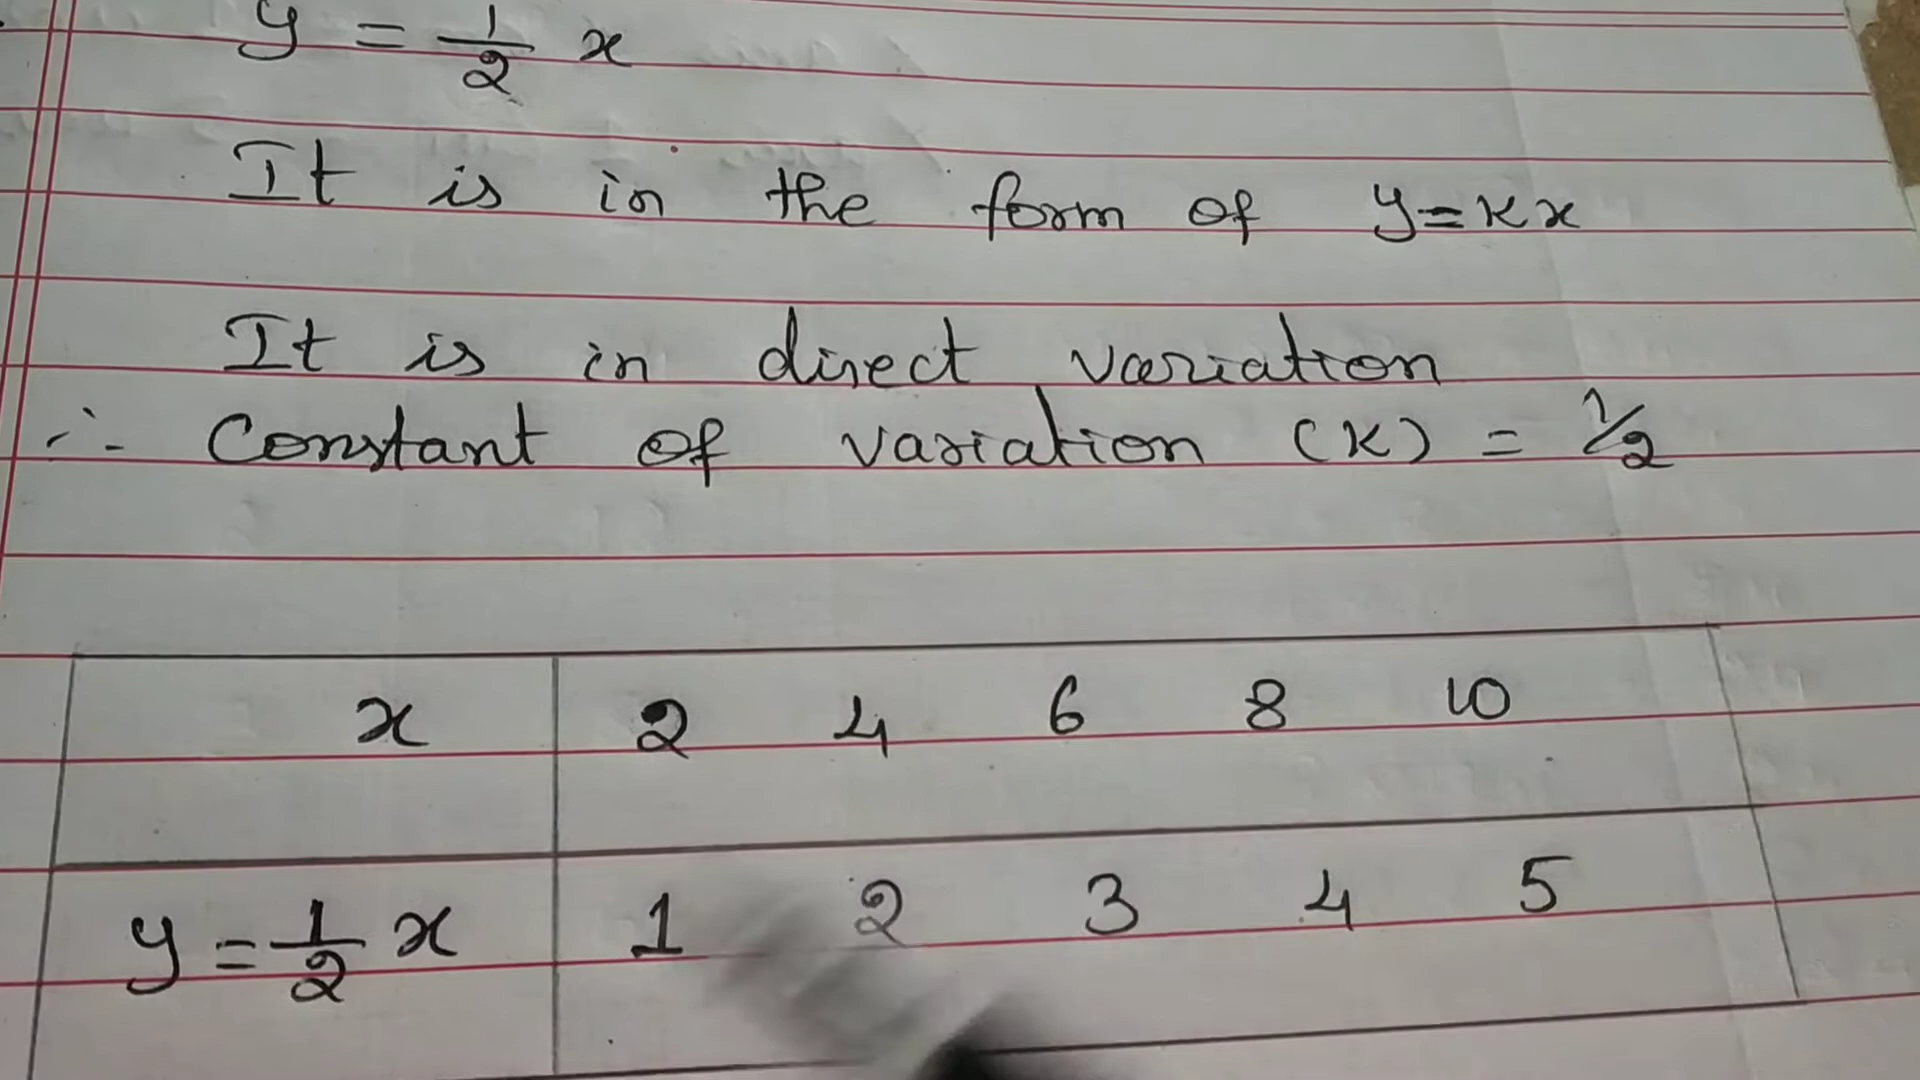 y = 1/2 x
It is in the form of y=kx
It is in direct variation
∴ Constant of variation (k) = 1/2
x 2 4 6 8 10
y = 1/2 x 1 2 3 4 5